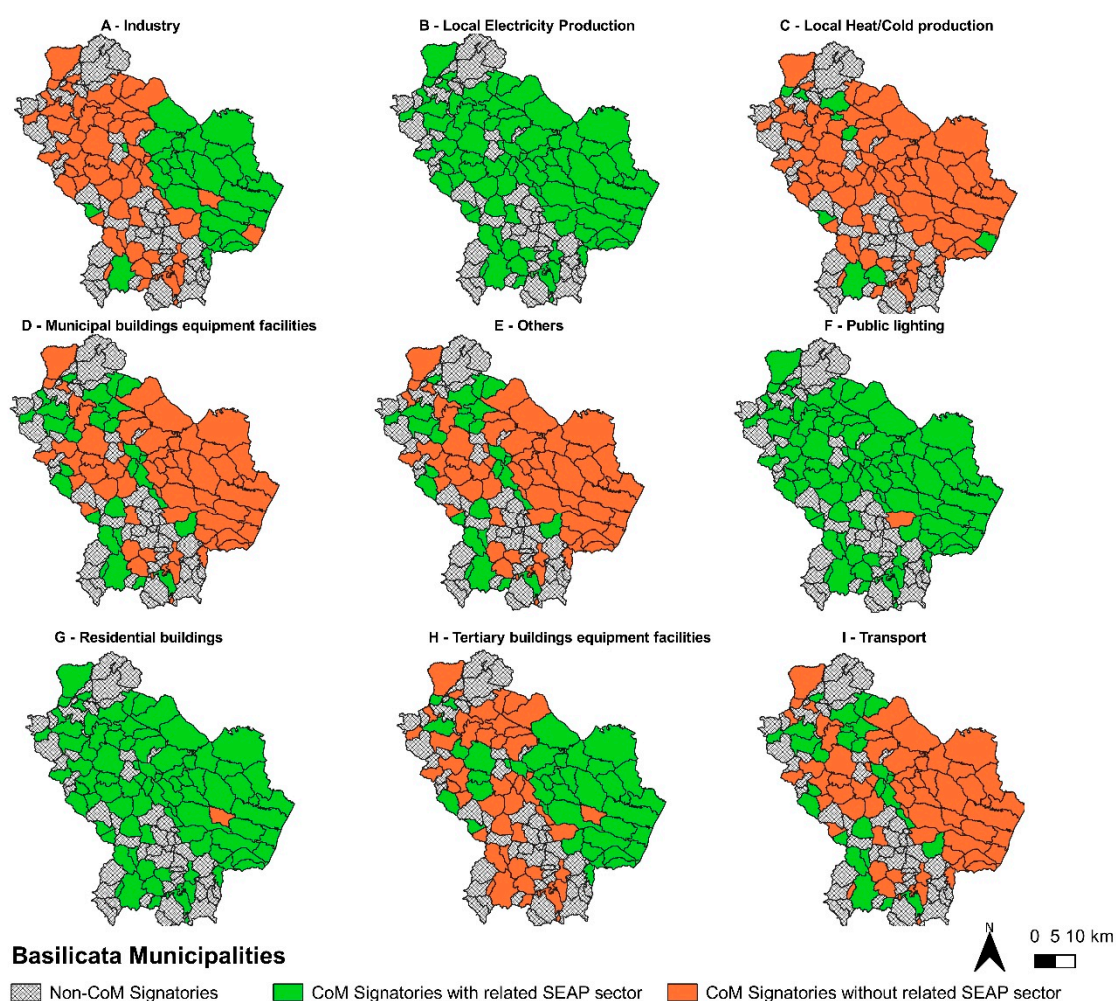 A - Industry
B - Local Electricity Production
C - Local Heat/Cold production
D - Municipal buildings equipment facilities
E - Others
F - Public lighting
G - Residential buildings
H - Tertiary buildings equipment facilities
I - Transport
Basilicata Municipalities
N
0 5 10 km
Non-CoM Signatories
CoM Signatories with related SEAP sector
CoM Signatories without related SEAP sector